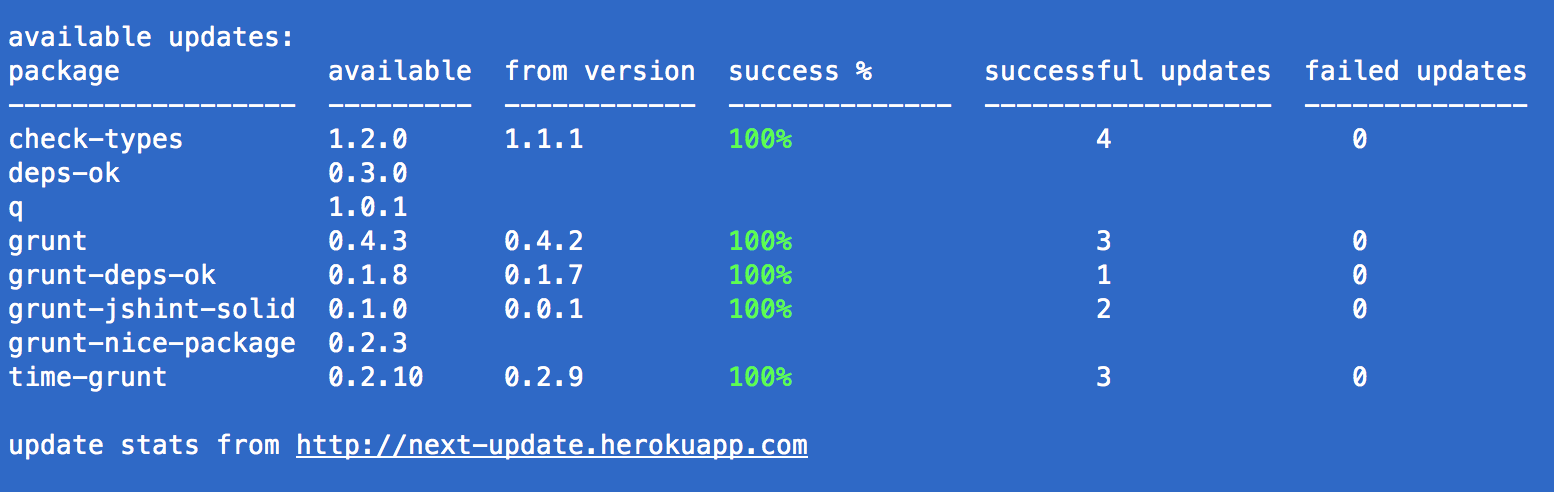 available updates:
package             available  from version  success %       successful updates  failed updates
------------------  ---------  ------------  --------------  ------------------  --------------
check-types         1.2.0      1.1.1         100%                   4               0
deps-ok             0.3.0
q                   1.0.1
grunt               0.4.3      0.4.2         100%                   3               0
grunt-deps-ok       0.1.8      0.1.7         100%                   1               0
grunt-jshint-solid  0.1.0      0.0.1         100%                   2               0
grunt-nice-package  0.2.3
time-grunt          0.2.10     0.2.9         100%                   3               0
update stats from http://next-update.herokuapp.com